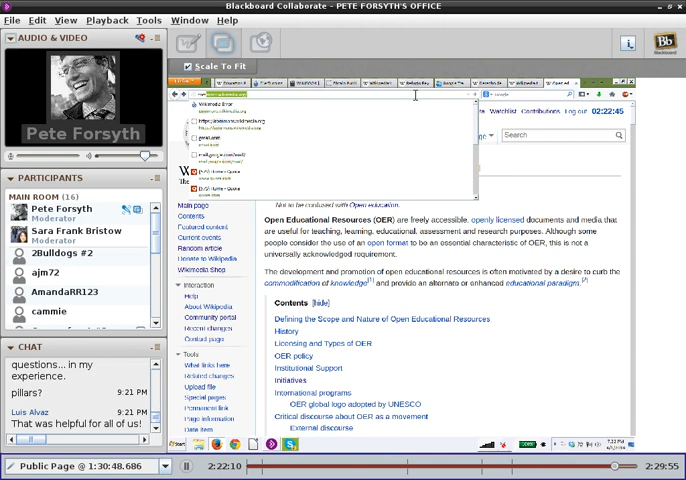 Blackboard Collaborate - PETE FORSYTH'S OFFICE
File Edit View Playback Tools Window Help
AUDIO & VIDEO
Pete Forsyth
PARTICIPANTS
MAIN ROOM (16)
Pete Forsyth
Moderator
Sara Frank Bristow
Moderator
2Bulldogs #2
ajm72
AmandaRR123
cammie
CHAT
questions... in my
experience.
9:21 PM
pillars?
Luis Alvaz 9:21 PM
That was helpful for all of us!
Scale To Fit
Bb
Wikimedia Error
Watchlist Contributions Log out 02:22:45
Search
Not to be confused with Open education.
Main page
Contents
Featured content
Current events
Random article
Donate to Wikipedia
Wikimedia Shop
Interaction
Help
About Wikipedia
Community portal
Recent changes
Contact page
Tools
What links here
Related changes
Upload file
Special pages
Permanent link
Page information
Data item
Open Educational Resources (OER) are freely accessible, openly licensed documents and media that
are useful for teaching, learning, educational, assessment and research purposes. Although some
people consider the use of an open format to be an essential characteristic of OER, this is not a
universally acknowledged requirement.
The development and promotion of open educational resources is often motivated by a desire to curb the
commodification of knowledge[1] and provide an alternate or enhanced educational paradigm.[2]
Contents [hide]
Defining the Scope and Nature of Open Educational Resources
History
Licensing and Types of OER
OER policy
Institutional Support
Initiatives
International programs
OER global logo adopted by UNESCO
Critical discourse about OER as a movement
External discourse
Start
Public Page @ 1:30:48.686
2:22:10
2:29:55